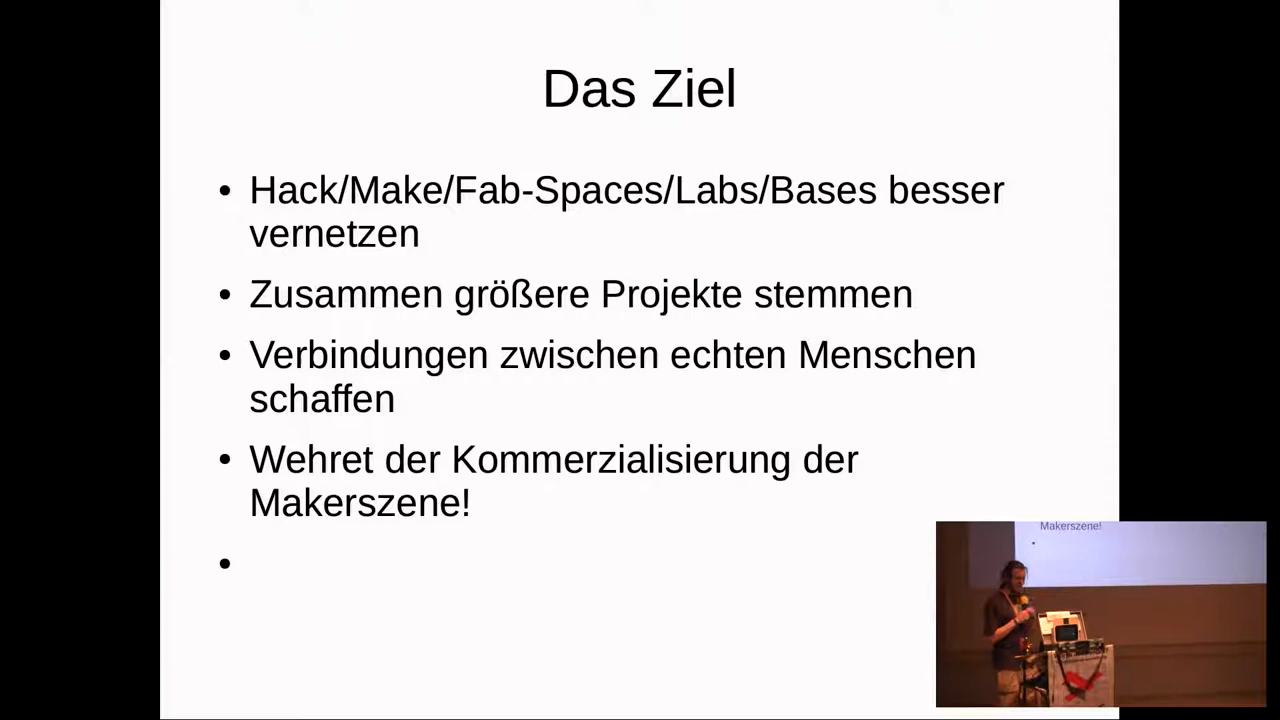 Das Ziel
• Hack/Make/Fab-Spaces/Labs/Bases besser
vernetzen
• Zusammen größere Projekte stemmen
• Verbindungen zwischen echten Menschen
schaffen
• Wehret der Kommerzialisierung der
Makerszene!
•
Makerszene!